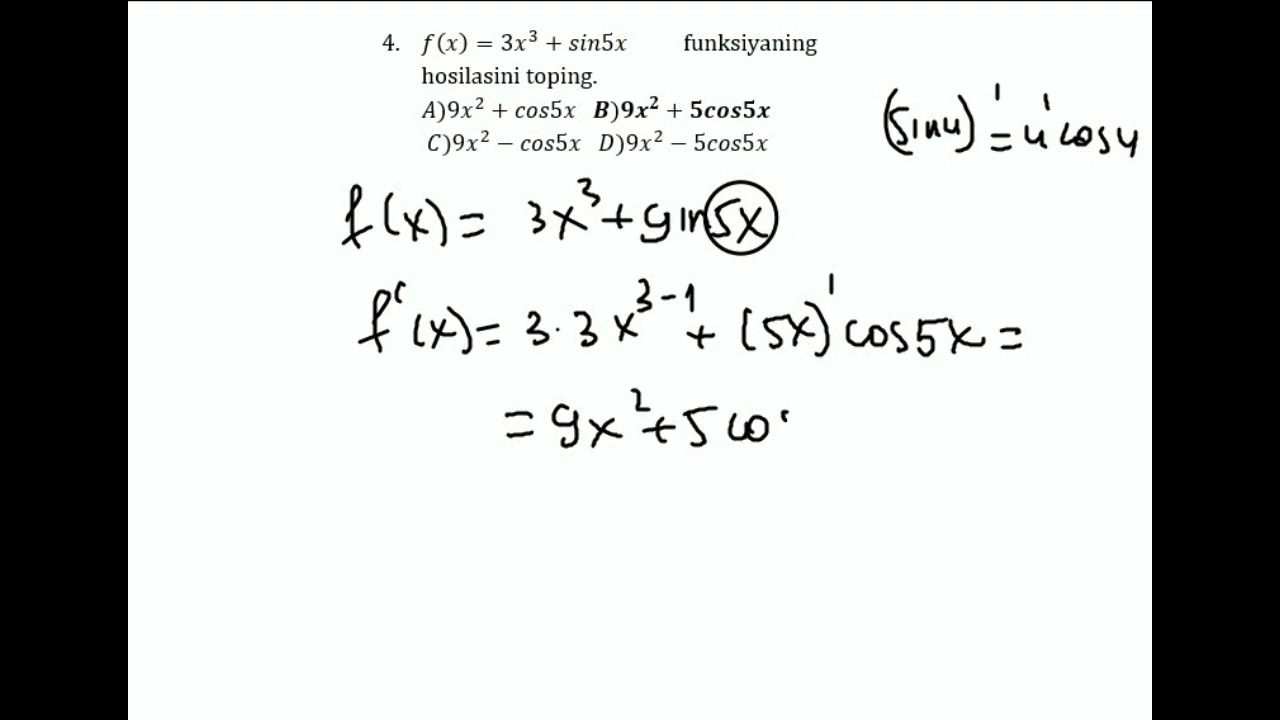 4. f(x) = 3x³ + sin5x funksiyaning
hosilasini toping.
A)9x² + cos5x B)9x² + 5cos5x
C)9x² − cos5x D)9x² − 5cos5x
(sinu)' = u' cosu
f(x) = 3x³ + sin5x
f'(x) = 3·3x³⁻¹ + (5x)' cos5x =
= 9x² + 5 co